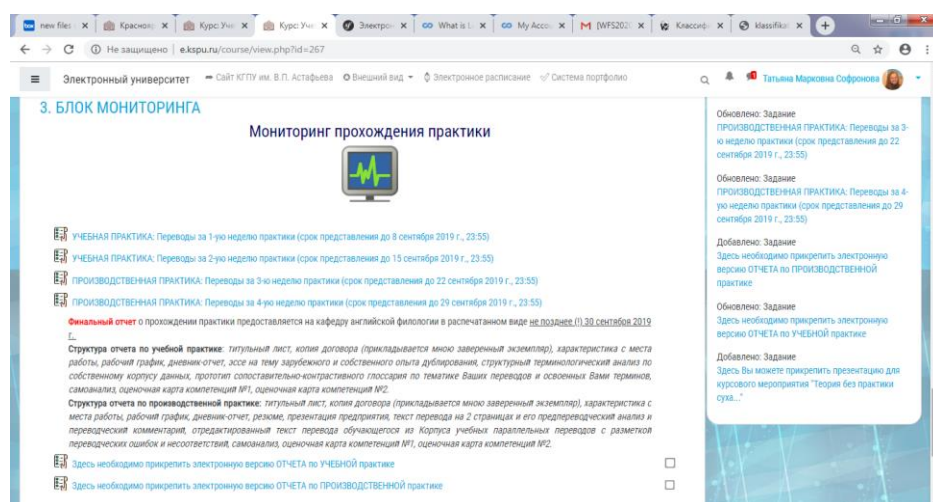 new files
Красноя
Курс: Уче
Курс: Уче
Электрон
What is L
My Accou
(WFS202
Классиф
klassifikat
Не защищено | e.kspu.ru/course/view.php?id=267
Электронный университет
Сайт КГПУ им. В.П. Астафьева
Внешний вид
Электронное расписание
Система портфолио
Татьяна Марковна Софронова
3. БЛОК МОНИТОРИНГА
Мониторинг прохождения практики
УЧЕБНАЯ ПРАКТИКА: Переводы за 1-ую неделю практики (срок представления до 8 сентября 2019 г., 23:55)
УЧЕБНАЯ ПРАКТИКА: Переводы за 2-ую неделю практики (срок представления до 15 сентября 2019 г., 23:55)
ПРОИЗВОДСТВЕННАЯ ПРАКТИКА: Переводы за 3-ю неделю практики (срок представления до 22 сентября 2019 г., 23:55)
ПРОИЗВОДСТВЕННАЯ ПРАКТИКА: Переводы за 4-ую неделю практики (срок представления до 29 сентября 2019 г., 23:55)
Финальный отчет о прохождении практики предоставляется на кафедру английской филологии в распечатанном виде не позднее (!) 30 сентября 2019
г..
Структура отчета по учебной практике: титульный лист, копия договора (прикладывается мною заверенный экземпляр), характеристика с места
работы, рабочий график, дневник-отчет, эссе на тему зарубежного и собственного опыта дублирования, структурный терминологический анализ по
собственному корпусу данных, прототип сопоставительно-контрастивного глоссария по тематике Ваших переводов и освоенных Вами терминов,
самоанализ, оценочная карта компетенций №1, оценочная карта компетенций №2.
Структура отчета по производственной практике: титульный лист, копия договора (прикладывается мною заверенный экземпляр), характеристика с
места работы, рабочий график, дневник-отчет, резюме, презентация предприятия, текст перевода на 2 страницах и его предпереводческий анализ и
переводческий комментарий, отредактированный текст перевода обучающегося из Корпуса учебных параллельных переводов с разметкой
переводческих ошибок и несоответствий, самоанализ, оценочная карта компетенций №1, оценочная карта компетенций №2.
Здесь необходимо прикрепить электронную версию ОТЧЕТА по УЧЕБНОЙ практике
Здесь необходимо прикрепить электронную версию ОТЧЕТА по ПРОИЗВОДСТВЕННОЙ практике
Обновлено: Задание
ПРОИЗВОДСТВЕННАЯ ПРАКТИКА: Переводы за 3-
ю неделю практики (срок представления до 22
сентября 2019 г., 23:55)
Обновлено: Задание
ПРОИЗВОДСТВЕННАЯ ПРАКТИКА: Переводы за 4-
ую неделю практики (срок представления до 29
сентября 2019 г., 23:55)
Добавлено: Задание
Здесь необходимо прикрепить электронную
версию ОТЧЕТА по ПРОИЗВОДСТВЕННОЙ
практике
Обновлено: Задание
Здесь необходимо прикрепить электронную
версию ОТЧЕТА по УЧЕБНОЙ практике
Добавлено: Задание
Здесь Вы можете прикрепить презентацию для
курсового мероприятия "Теория без практики
суха..."